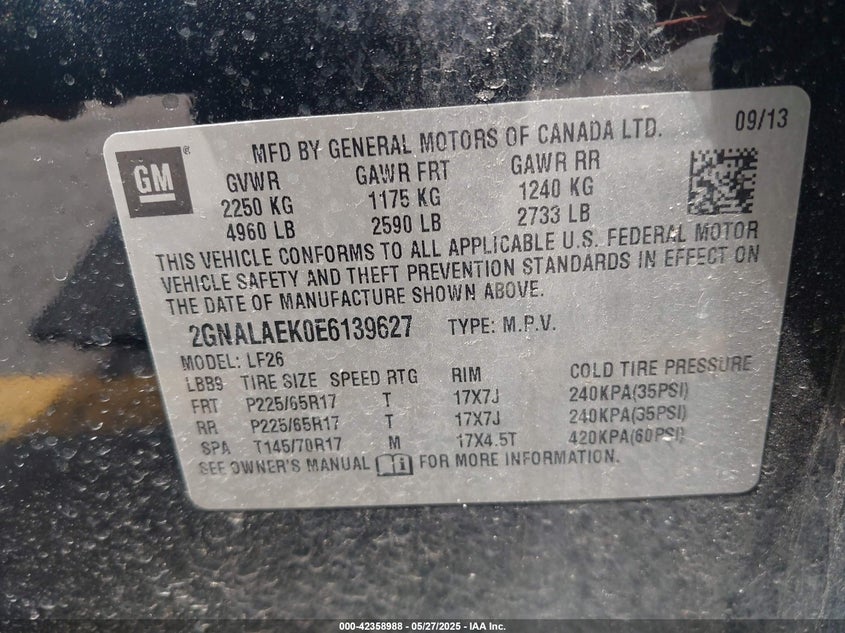 MFD BY GENERAL MOTORS OF CANADA LTD. 09/13
GM ®
GVWR GAWR FRT GAWR RR
2250 KG 1175 KG 1240 KG
4960 LB 2590 LB 2733 LB
THIS VEHICLE CONFORMS TO ALL APPLICABLE U.S. FEDERAL MOTOR
VEHICLE SAFETY AND THEFT PREVENTION STANDARDS IN EFFECT ON
THE DATE OF MANUFACTURE SHOWN ABOVE.
2GNALAEK0E6139627 TYPE: M.P.V.
MODEL: LF26
LBB9 TIRE SIZE SPEED RTG RIM COLD TIRE PRESSURE
FRT P225/65R17 T 17X7J 240KPA(35PSI)
RR P225/65R17 T 17X7J 240KPA(35PSI)
SPA T145/70R17 M 17X4.5T 420KPA(60PSI)
SEE OWNER'S MANUAL FOR MORE INFORMATION.
000-42358988 - 05/27/2025 - IAA Inc.